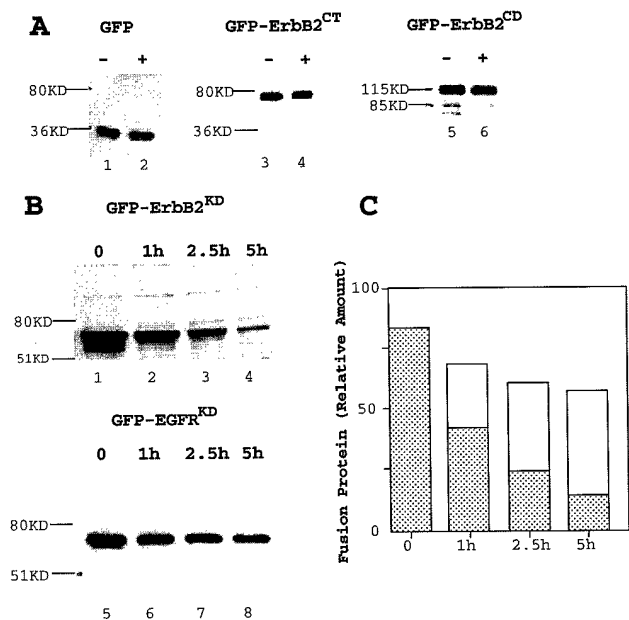 A
GFP
GFP-ErbB2CT
GFP-ErbB2CD
- + - + - +
80KD
36KD
1 2
80KD
36KD
3 4
115KD
85KD
5 6
B
GFP-ErbB2KD
0 1h 2.5h 5h
80KD
51KD
1 2 3 4
GFP-EGFRKD
0 1h 2.5h 5h
80KD
51KD
5 6 7 8
C
Fusion Protein (Relative Amount)
100
50
0
0 1h 2.5h 5h